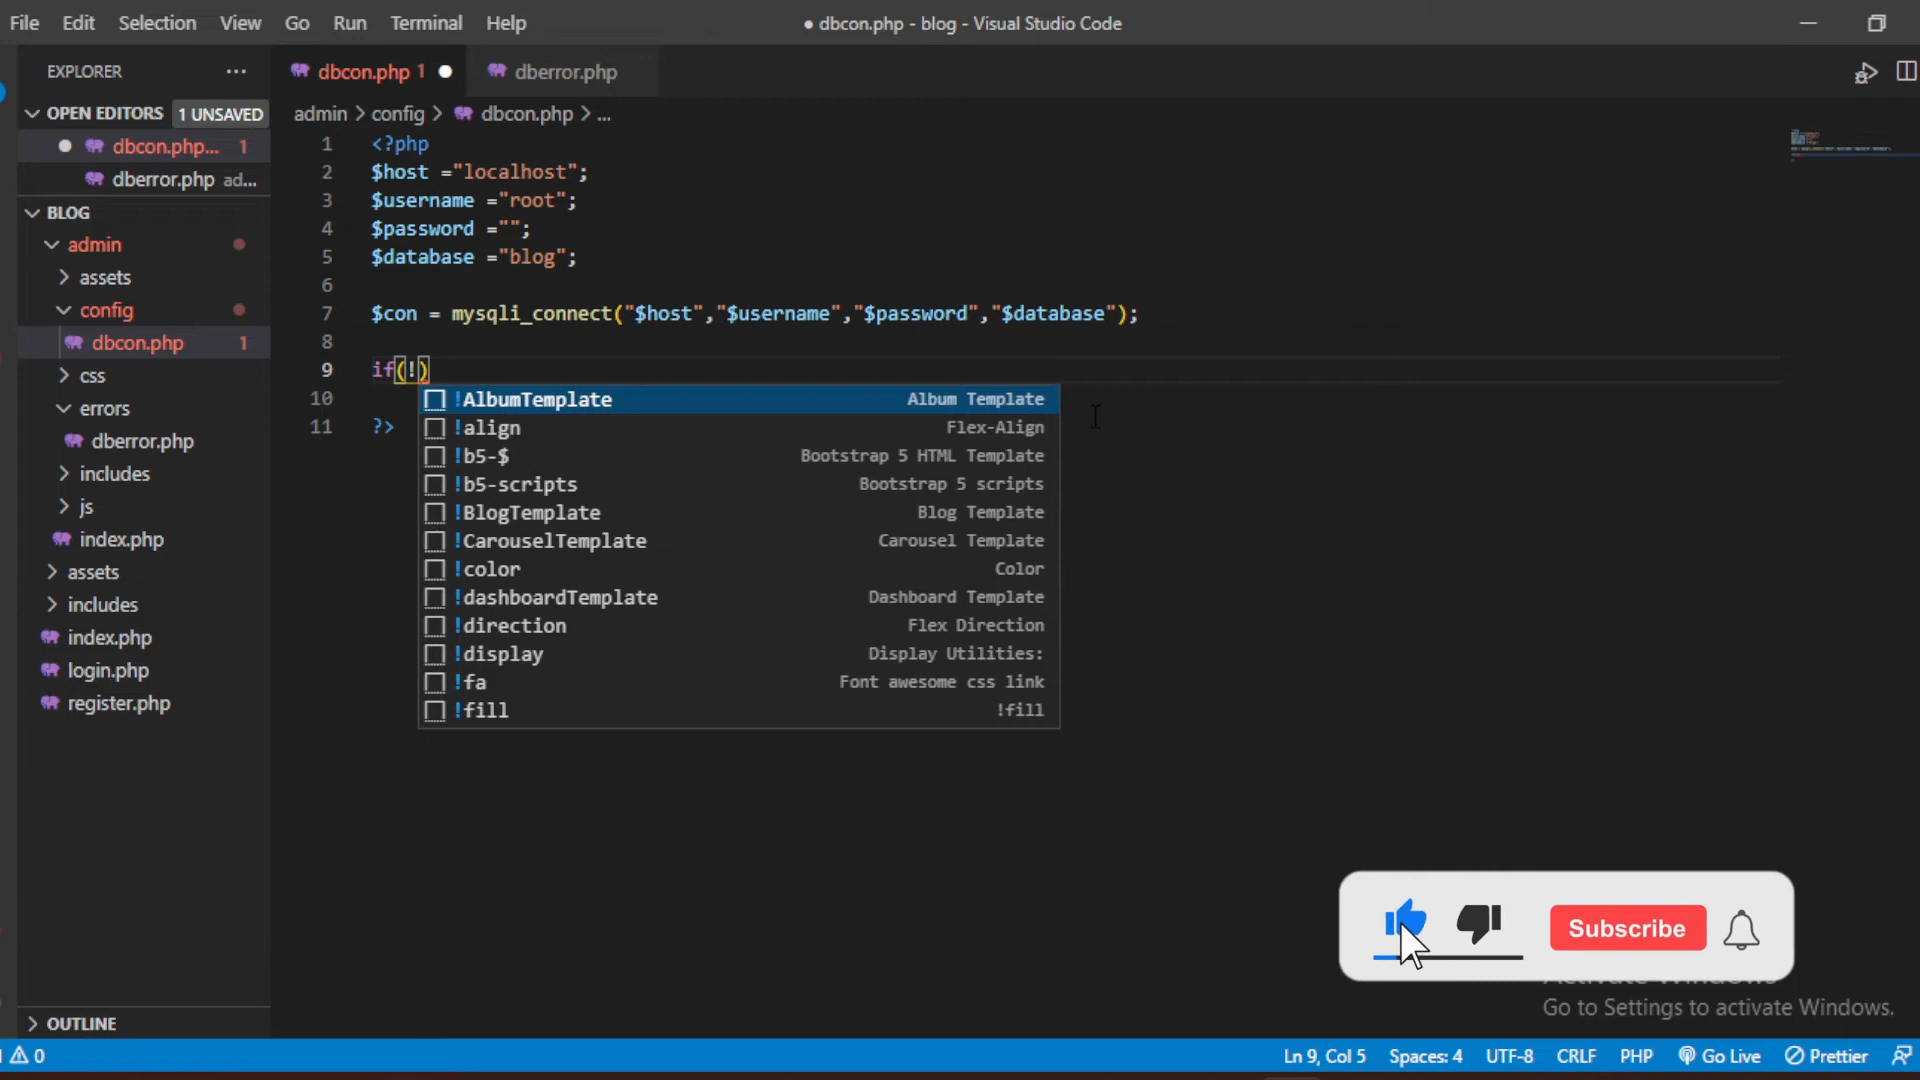 File Edit Selection View Go Run Terminal Help
● dbcon.php - blog - Visual Studio Code
EXPLORER ...
dbcon.php 1 ●
dberror.php
OPEN EDITORS 1 UNSAVED
admin > config > dbcon.php > ...
dbcon.php... 1
dberror.php ad...
BLOG
admin
assets
config
dbcon.php 1
css
errors
dberror.php
includes
js
index.php
assets
includes
index.php
login.php
register.php
OUTLINE
1 <?php
2 $host ="localhost";
3 $username ="root";
4 $password ="";
5 $database ="blog";
6
7 $con = mysqli_connect("$host","$username","$password","$database");
8
9 if(!)
10
11 ?>
!AlbumTemplate Album Template
!align Flex-Align
!b5-$ Bootstrap 5 HTML Template
!b5-scripts Bootstrap 5 scripts
!BlogTemplate Blog Template
!CarouselTemplate Carousel Template
!color Color
!dashboardTemplate Dashboard Template
!direction Flex Direction
!display Display Utilities:
!fa Font awesome css link
!fill !fill
Subscribe
Activate Windows
Go to Settings to activate Windows.
0 Ln 9, Col 5 Spaces: 4 UTF-8 CRLF PHP Go Live Prettier